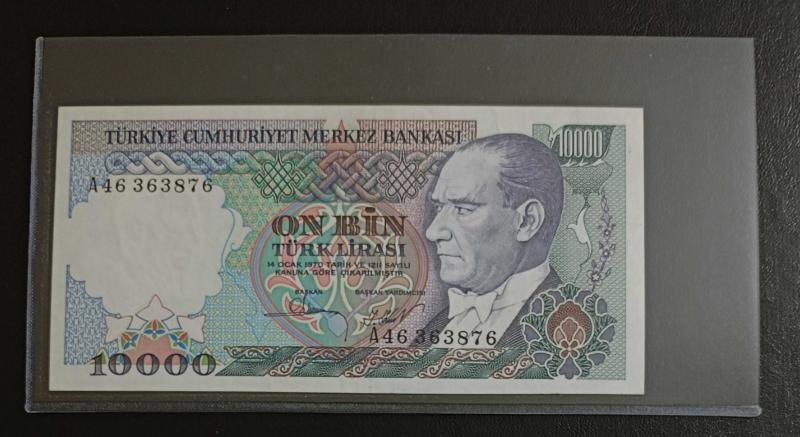 TÜRKİYE CUMHURİYET MERKEZ BANKASI
10000
A46 363876
ON BİN
TÜRK LİRASI
14 OCAK 1970 TARİH VE 1211 SAYILI
KANUNA GÖRE ÇIKARILMIŞTIR
BAŞKAN BAŞKAN YARDIMCISI
A46 363876
10000